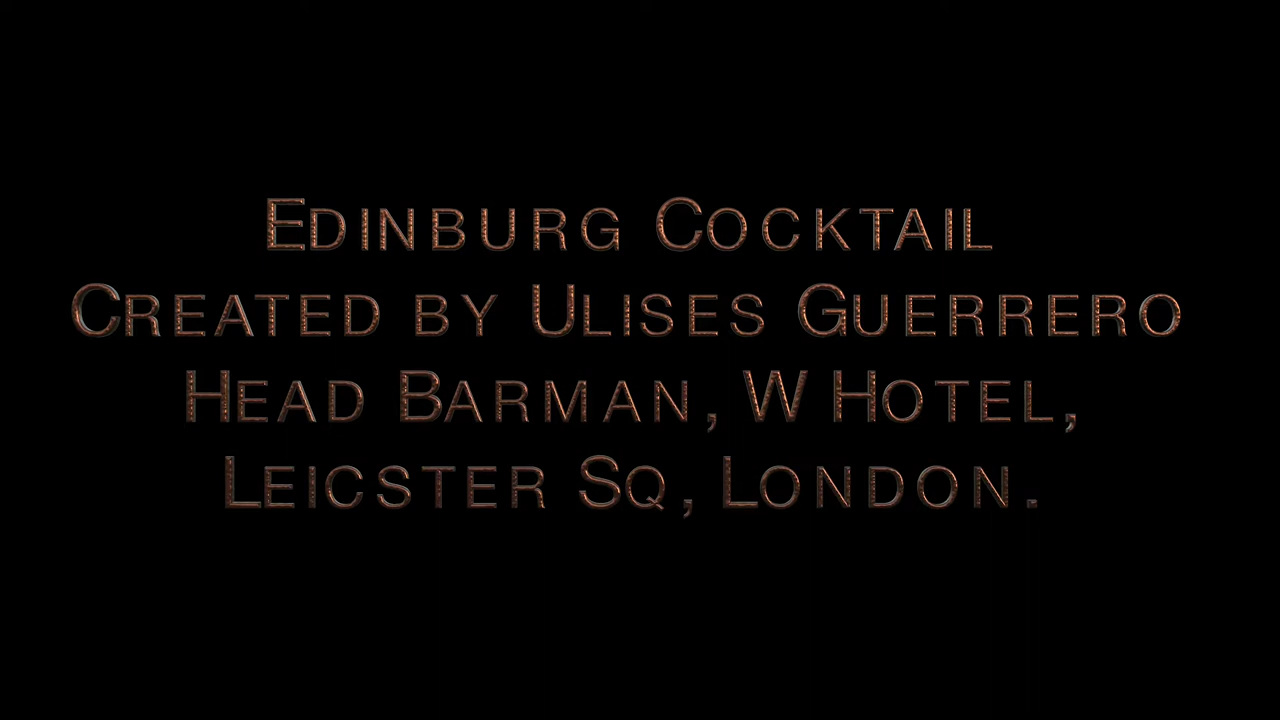 Edinburg Cocktail
Created by Ulises Guerrero
Head Barman, W Hotel,
Leicster Sq, London.